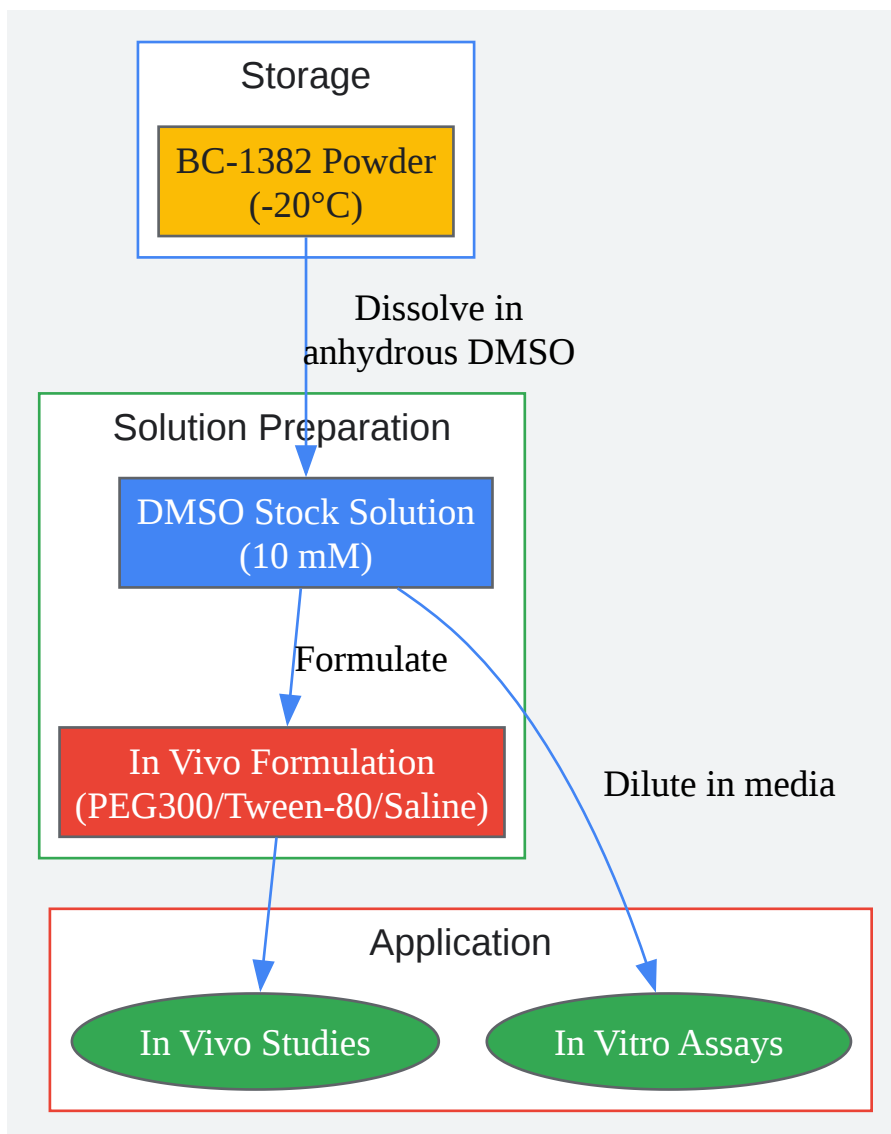 Storage
BC-1382 Powder
(-20°C)
Dissolve in
anhydrous DMSO
Solution Preparation
DMSO Stock Solution
(10 mM)
Formulate
In Vivo Formulation
(PEG300/Tween-80/Saline)
Dilute in media
Application
In Vivo Studies
In Vitro Assays